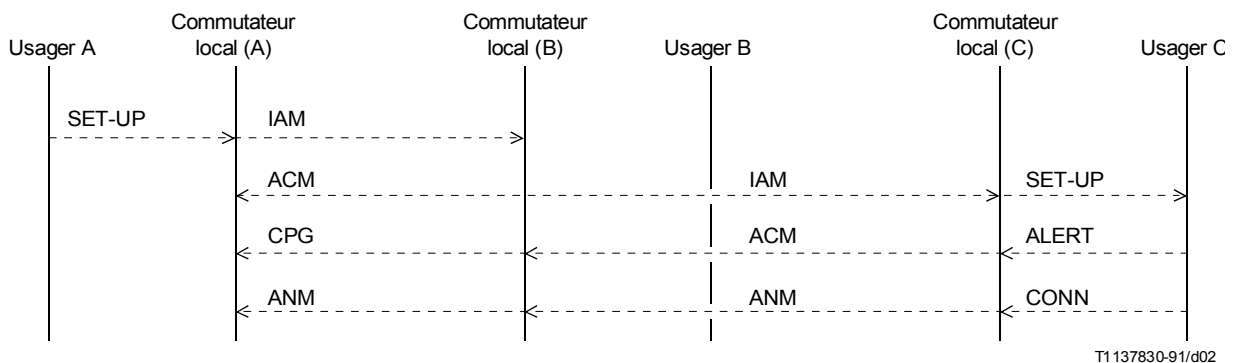 Usager A
Commutateur
local (A)
Commutateur
local (B)
Usager B
Commutateur
local (C)
Usager C
SET-UP
IAM
ACM
IAM
SET-UP
CPG
ACM
ALERT
ANM
ANM
CONN
T1137830-91/d02